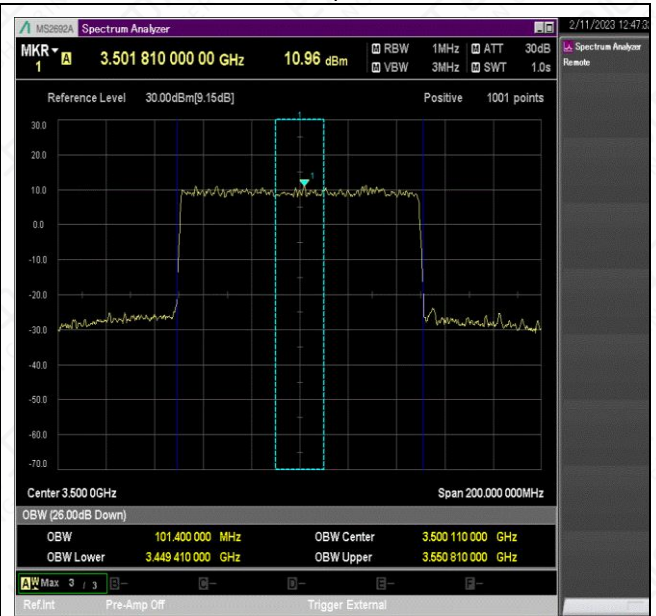 MS2692A Spectrum Analyzer
2/11/2023 12:47:3
MKR 1 A 3.501 810 000 00 GHz 10.96 dBm
M RBW 1MHz M ATT 30dB
M VBW 3MHz M SWT 1.0s
Spectrum Analyzer
Remote
Reference Level 30.00dBm[9.15dB] Positive 1001 points
1
30.0
20.0
1
10.0
0.0
-10.0
-20.0
-30.0
-40.0
-50.0
-60.0
-70.0
Center 3.500 0GHz Span 200.000 000MHz
OBW (26.00dB Down)
OBW 101.400 000 MHz OBW Center 3.500 110 000 GHz
OBW Lower 3.449 410 000 GHz OBW Upper 3.550 810 000 GHz
A W Max 3 / 3 B- C- D- E- F-
Ref.Int Pre-Amp Off Trigger External